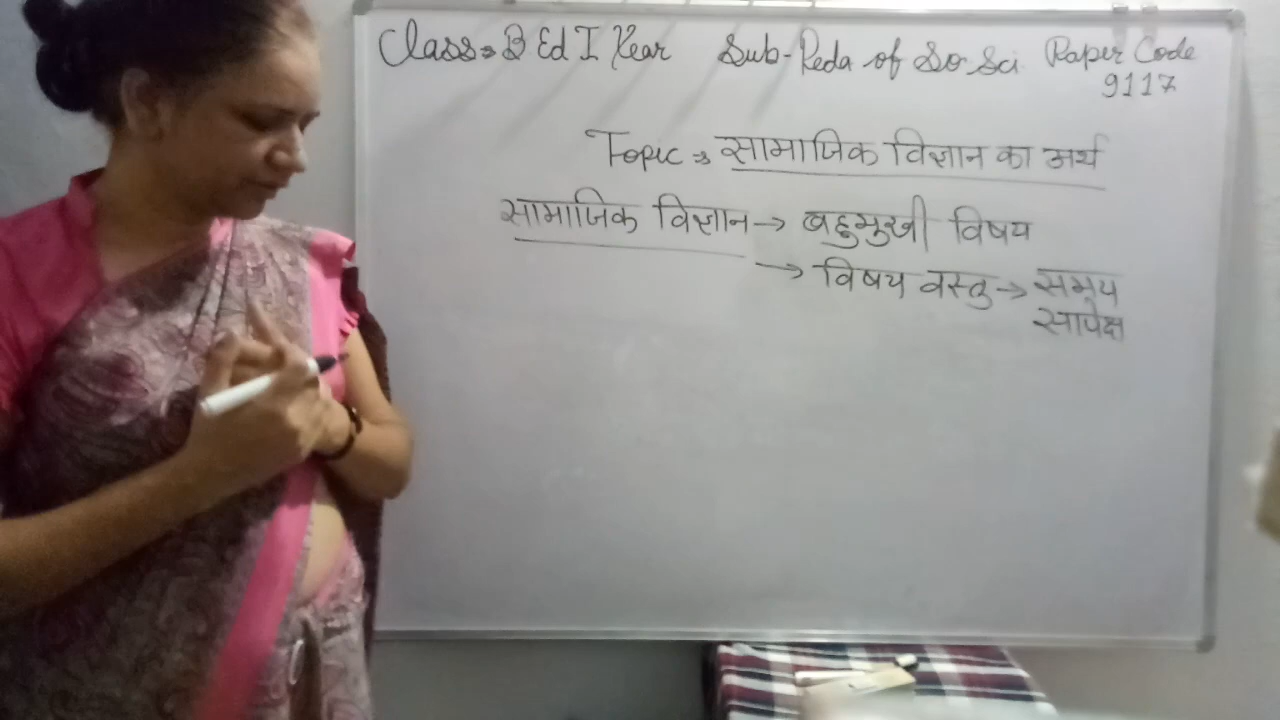 Class⇒ B Ed I Year Sub-Peda of So Sci Paper Code
9117
Topic ⇒ सामाजिक विज्ञान का अर्थ
सामाजिक विज्ञान → बहुमुखी विषय
→ विषय वस्तु → समय
सापेक्ष